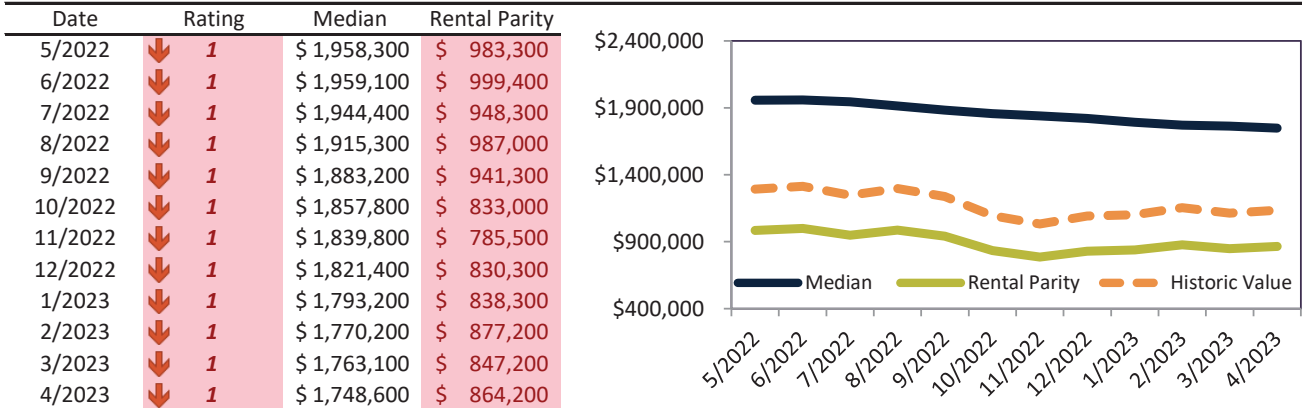 Date Rating Median Rental Parity
5/2022 1 $ 1,958,300 $ 983,300
6/2022 1 $ 1,959,100 $ 999,400
7/2022 1 $ 1,944,400 $ 948,300
8/2022 1 $ 1,915,300 $ 987,000
9/2022 1 $ 1,883,200 $ 941,300
10/2022 1 $ 1,857,800 $ 833,000
11/2022 1 $ 1,839,800 $ 785,500
12/2022 1 $ 1,821,400 $ 830,300
1/2023 1 $ 1,793,200 $ 838,300
2/2023 1 $ 1,770,200 $ 877,200
3/2023 1 $ 1,763,100 $ 847,200
4/2023 1 $ 1,748,600 $ 864,200
$2,400,000
$1,900,000
$1,400,000
$900,000
$400,000
Median Rental Parity Historic Value
5/2022 6/2022 7/2022 8/2022 9/2022 10/2022 11/2022 12/2022 1/2023 2/2023 3/2023 4/2023